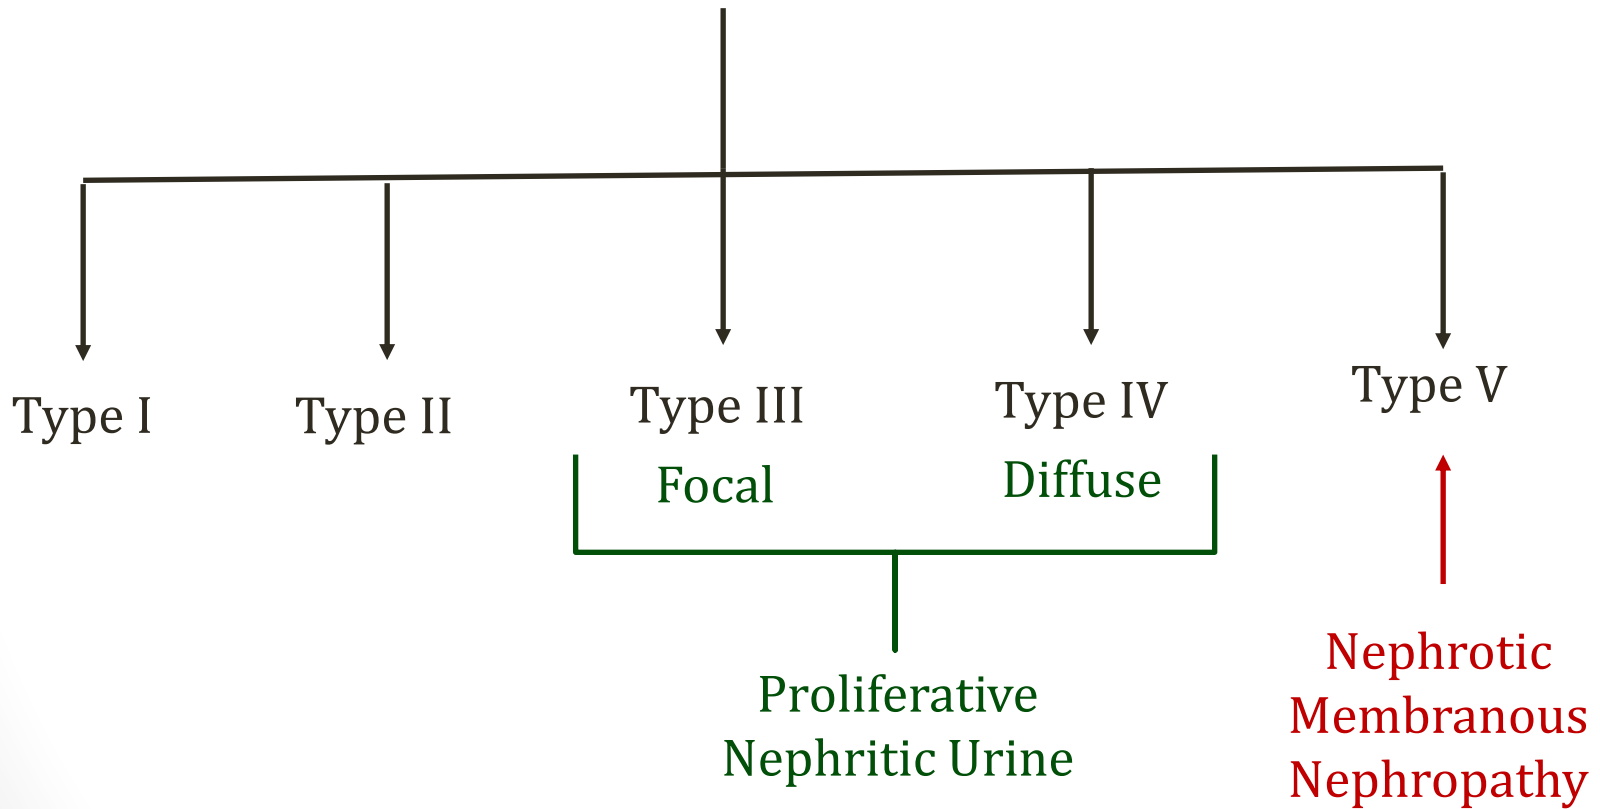 Type I
Type II
Type III
Type IV
Type V
Focal
Diffuse
Proliferative
Nephritic Urine
Nephrotic
Membranous
Nephropathy